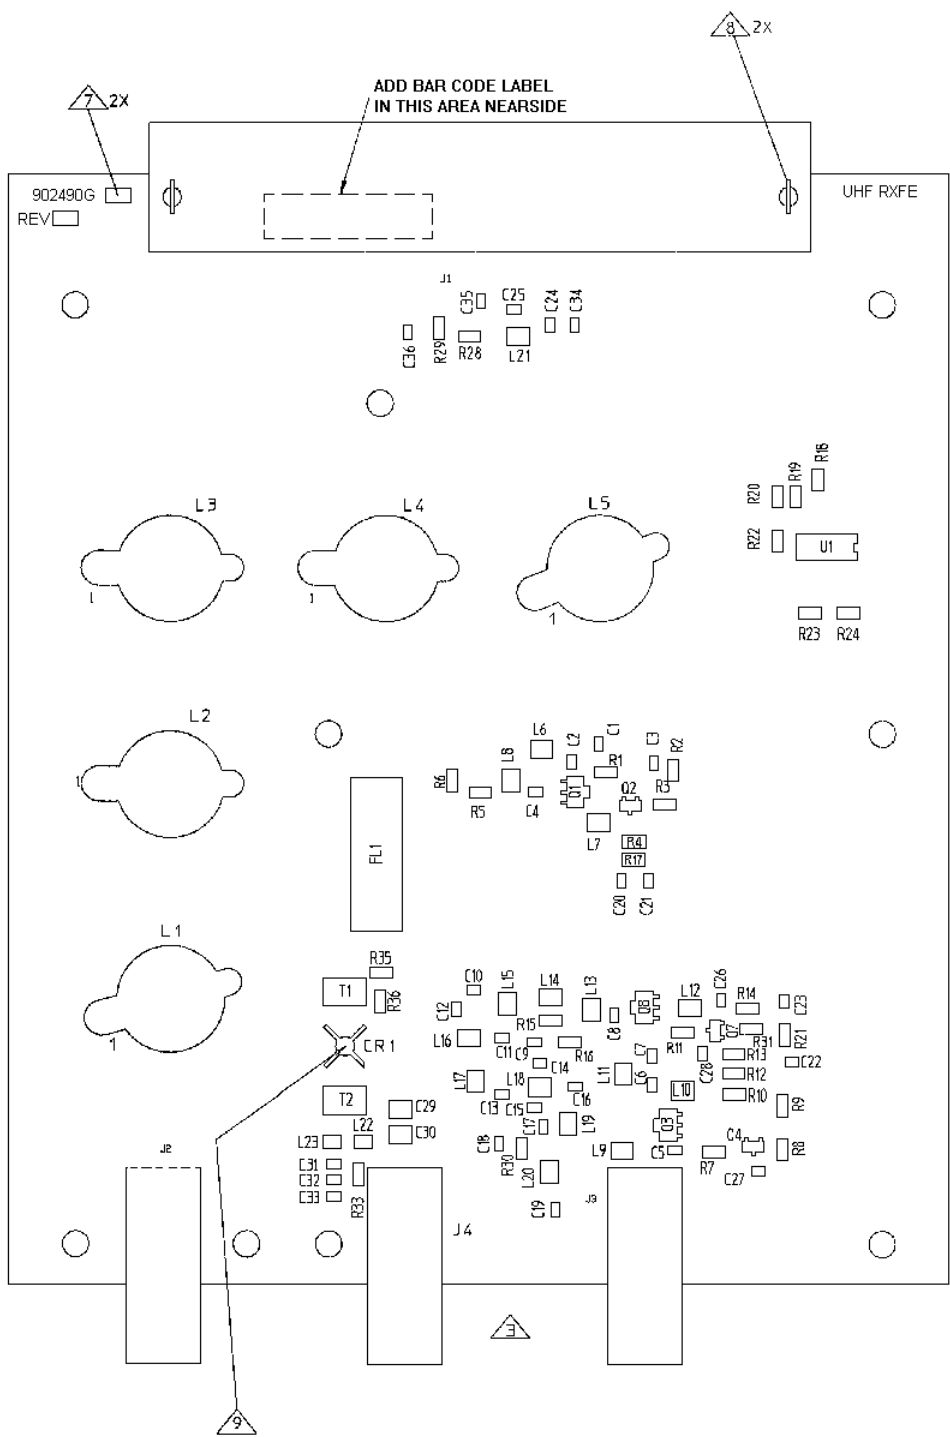 8 2X
7 2X
ADD BAR CODE LABEL
IN THIS AREA NEARSIDE
902490G
REV
UHF RXFE
J1
C35
C25
C24
C34
C36
R29
R28
L21
L3
L4
L5
1
1
1
R20
R19
R18
R22
U1
R23
R24
L2
1
L6
L8
C2
C1
C3
R2
R6
R5
C4
Q1
R1
Q2
R3
L7
R4
R17
C20
C21
FL1
L1
1
R35
T1
R36
CR1
T2
C29
C30
L23
L22
C31
C32
C33
R33
C10
L15
L14
L13
C12
L16
C11
R15
C9
R16
C8
Q8
L12
C26
R14
C23
R11
Q7
R31
R21
C7
C28
R13
C22
L17
C14
L18
C16
L11
C6
L10
R12
R10
R9
C13
C15
C17
L19
Q3
C18
R30
L20
L9
C5
R7
C4
R8
C27
C19
J2
J4
J3
3
9